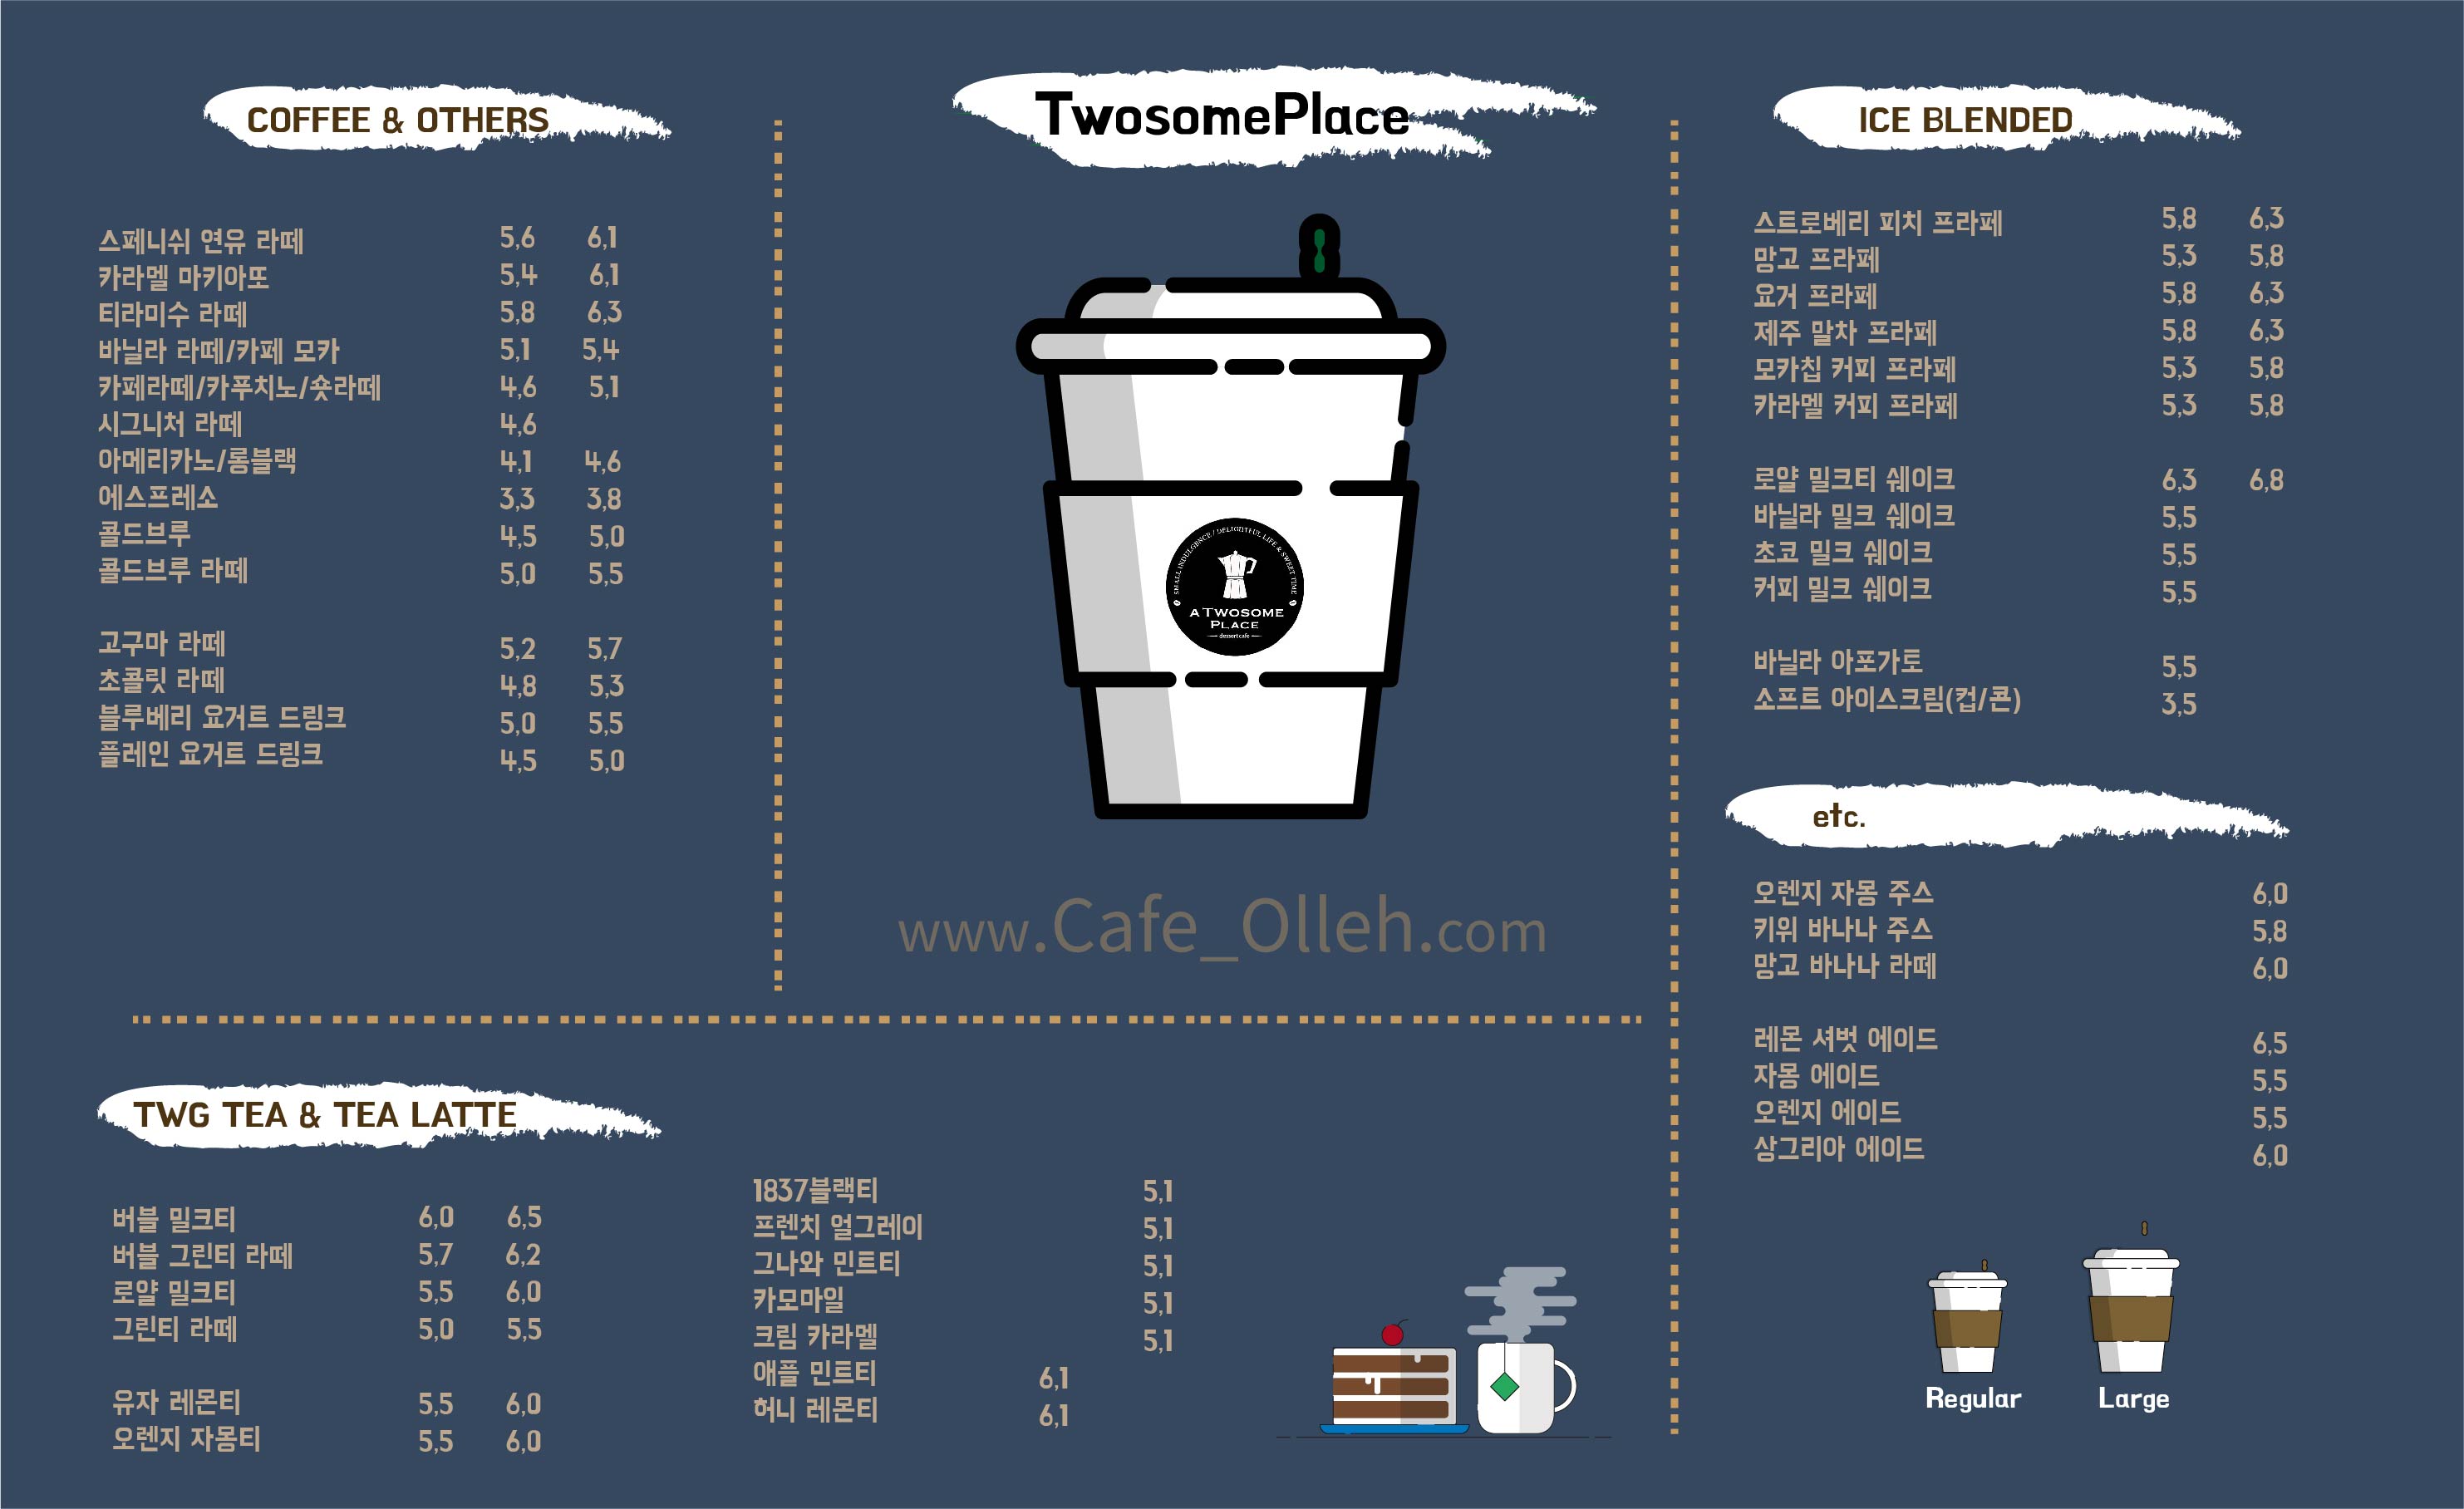 COFFEE & OTHERS
스페니쉬 연유 라떼 5,6 6,1
카라멜 마키아또 5,4 6,1
티라미수 라떼 5,8 6,3
바닐라 라떼/카페 모카 5,1 5,4
카페라떼/카푸치노/숏라떼 4,6 5,1
시그니처 라떼 4,6
아메리카노/롱블랙 4,1 4,6
에스프레소 3,3 3,8
콜드브루 4,5 5,0
콜드브루 라떼 5,0 5,5
고구마 라떼 5,2 5,7
초콜릿 라떼 4,8 5,3
블루베리 요거트 드링크 5,0 5,5
플레인 요거트 드링크 4,5 5,0
TwosomePlace
SMALL INDULGENCE / DELIGHTFUL LIFE & SWEET TIME
A TWOSOME
PLACE
dessert cafe
www.Cafe_Olleh.com
ICE BLENDED
스트로베리 피치 프라페 5,8 6,3
망고 프라페 5,3 5,8
요거 프라페 5,8 6,3
제주 말차 프라페 5,8 6,3
모카칩 커피 프라페 5,3 5,8
카라멜 커피 프라페 5,3 5,8
로얄 밀크티 쉐이크 6,3 6,8
바닐라 밀크 쉐이크 5,5
초코 밀크 쉐이크 5,5
커피 밀크 쉐이크 5,5
바닐라 아포가토 5,5
소프트 아이스크림(컵/콘) 3,5
etc.
오렌지 자몽 주스 6,0
키위 바나나 주스 5,8
망고 바나나 라떼 6,0
레몬 셔벗 에이드 6,5
자몽 에이드 5,5
오렌지 에이드 5,5
상그리아 에이드 6,0
Regular Large
TWG TEA & TEA LATTE
버블 밀크티 6,0 6,5
버블 그린티 라떼 5,7 6,2
로얄 밀크티 5,5 6,0
그린티 라떼 5,0 5,5
유자 레몬티 5,5 6,0
오렌지 자몽티 5,5 6,0
1837블랙티 5,1
프렌치 얼그레이 5,1
그나와 민트티 5,1
카모마일 5,1
크림 카라멜 5,1
애플 민트티 6,1
허니 레몬티 6,1